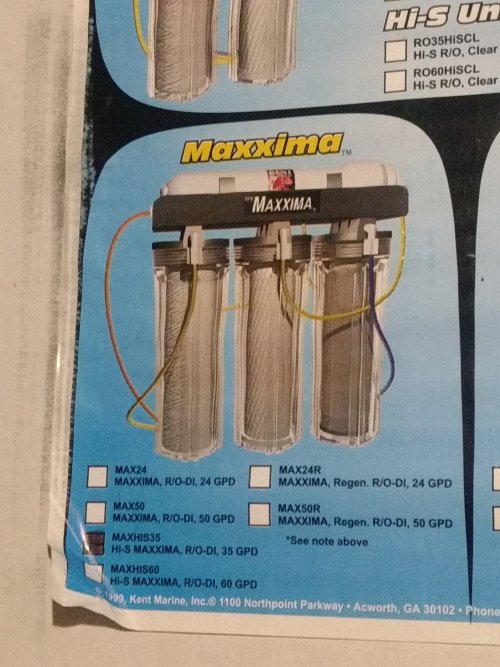 Hi-S Un
RO35HiSCL
Hi-S R/O, Clear
RO60HiSCL
Hi-S R/O, Clear
Maxxima™
MAXXIMA
MAX24
MAXXIMA, R/O-DI, 24 GPD
MAX24R
MAXXIMA, Regen. R/O-DI, 24 GPD
MAX50
MAXXIMA, R/O-DI, 50 GPD
MAX50R
MAXXIMA, Regen. R/O-DI, 50 GPD
MAXHIS35
Hi-S MAXXIMA, R/O-DI, 35 GPD
*See note above
MAXHIS60
Hi-S MAXXIMA, R/O-DI, 60 GPD
Kent Marine, Inc.® 1100 Northpoint Parkway • Acworth, GA 30102 • Phone